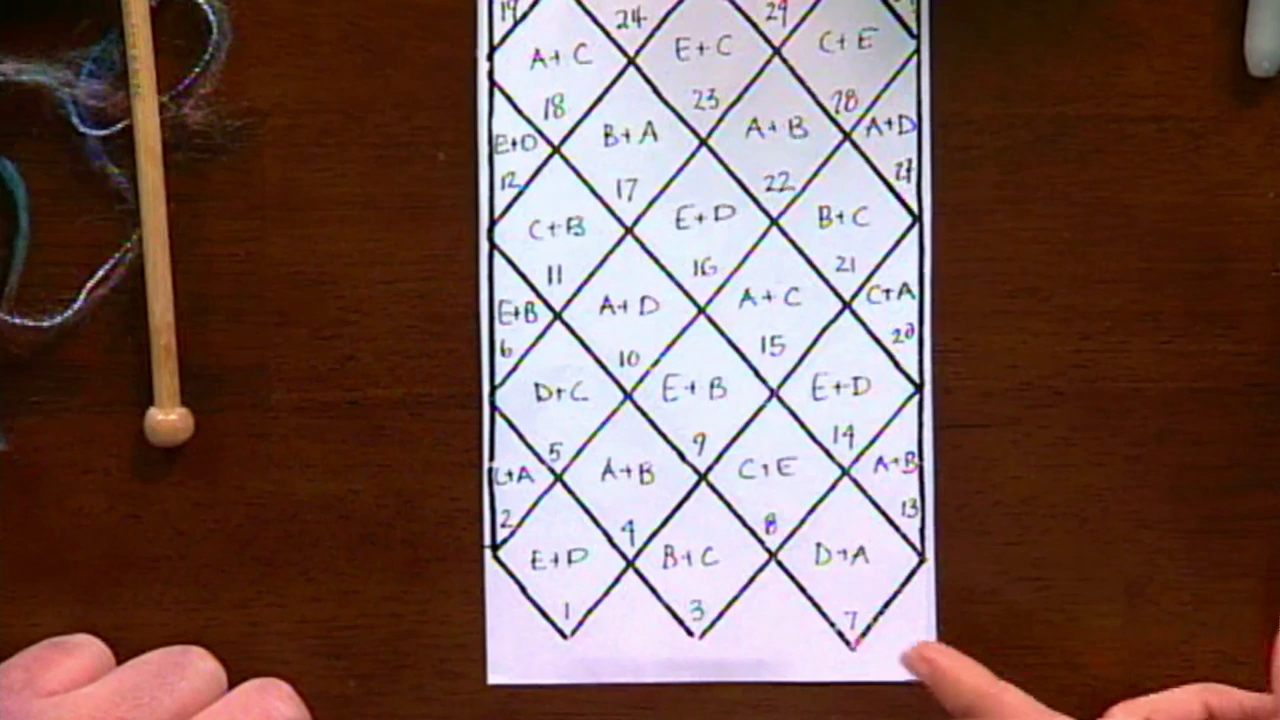 19 24 29
A+C E+C C+E
18 23 28
E+D B+A A+B A+D
12 17 22 27
C+B E+D B+C
11 16 21
E+B A+D A+C C+A
6 10 15 20
D+C E+B E+D
5 9 14
C+A A+B C+E A+B
2 4 8 13
E+D B+C D+A
1 3 7